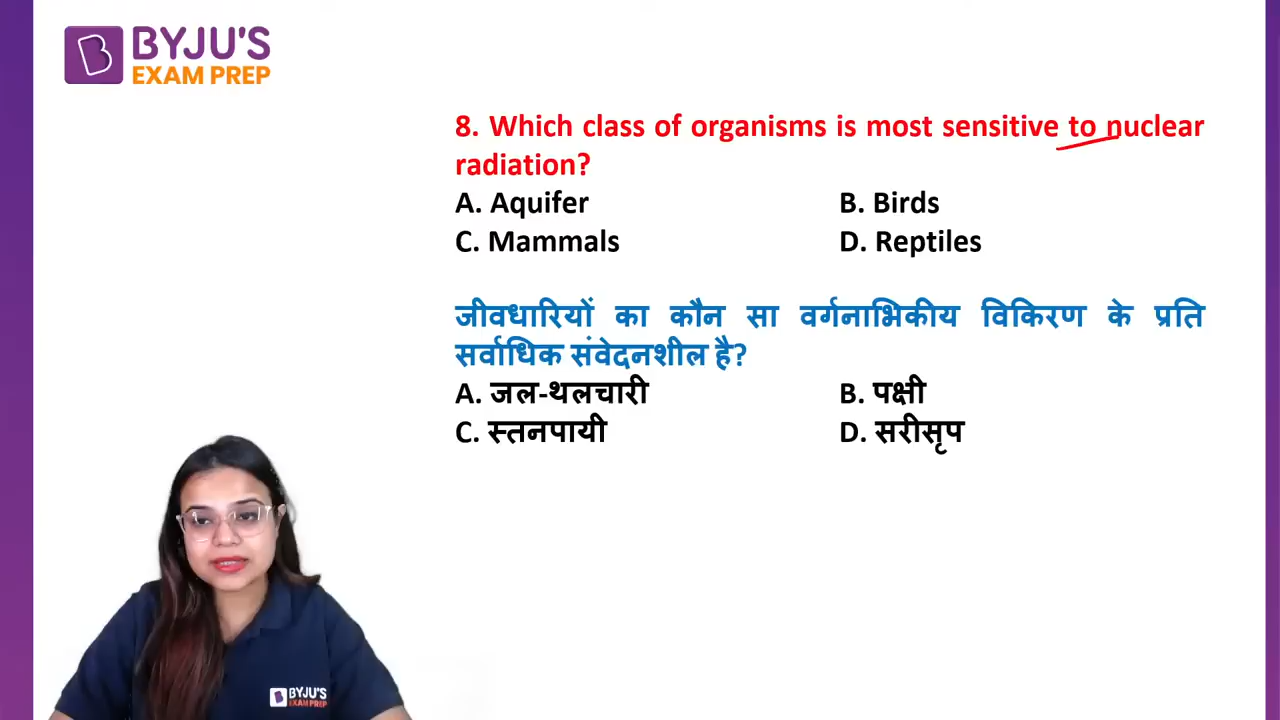 BYJU'S
EXAM PREP
8. Which class of organisms is most sensitive to nuclear
radiation?
A. Aquifer B. Birds
C. Mammals D. Reptiles
जीवधारियों का कौन सा वर्गनाभिकीय विकिरण के प्रति
सर्वाधिक संवेदनशील है?
A. जल-थलचारी B. पक्षी
C. स्तनपायी D. सरीसृप
BYJU'S
EXAM PREP